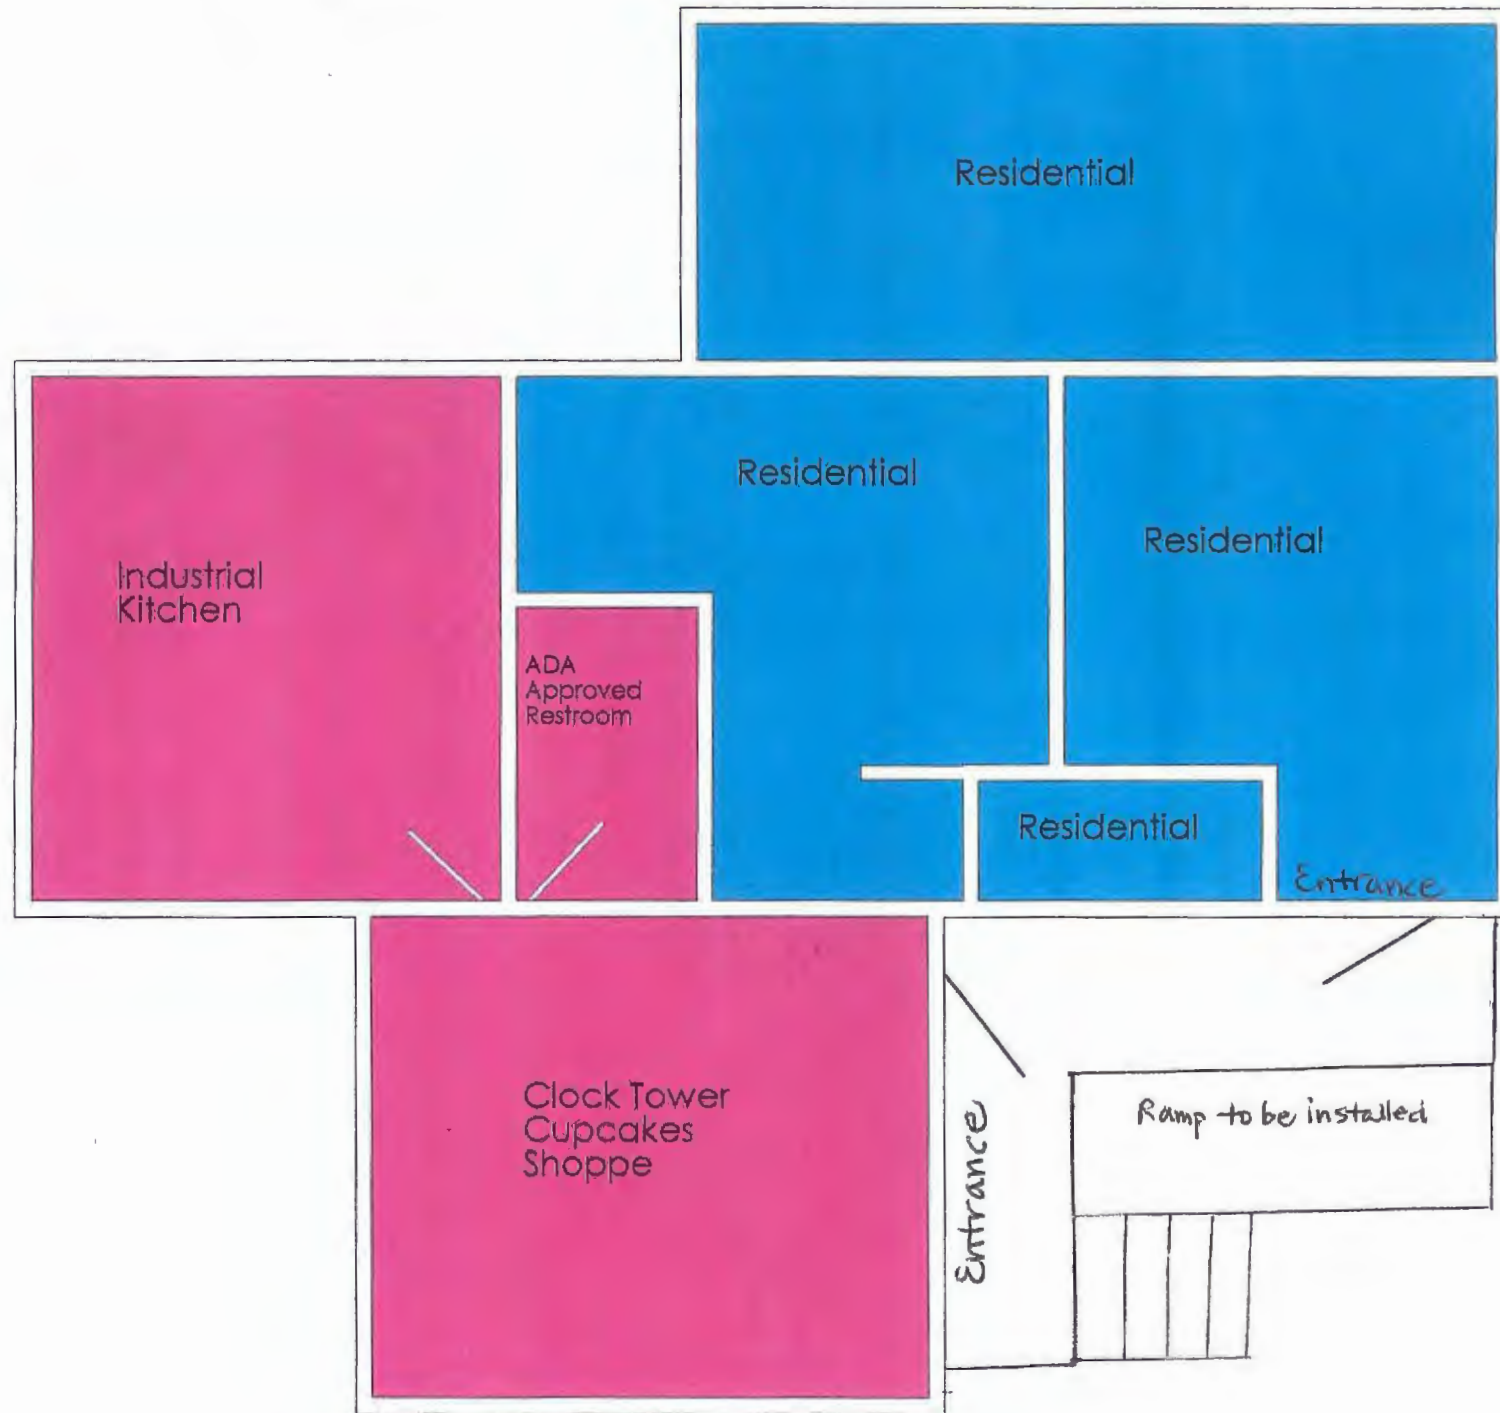 Residential
Residential
Residential
Industrial
Kitchen
ADA
Approved
Restroom
Residential
Entrance
Clock Tower
Cupcakes
Shoppe
Entrance
Ramp to be installed